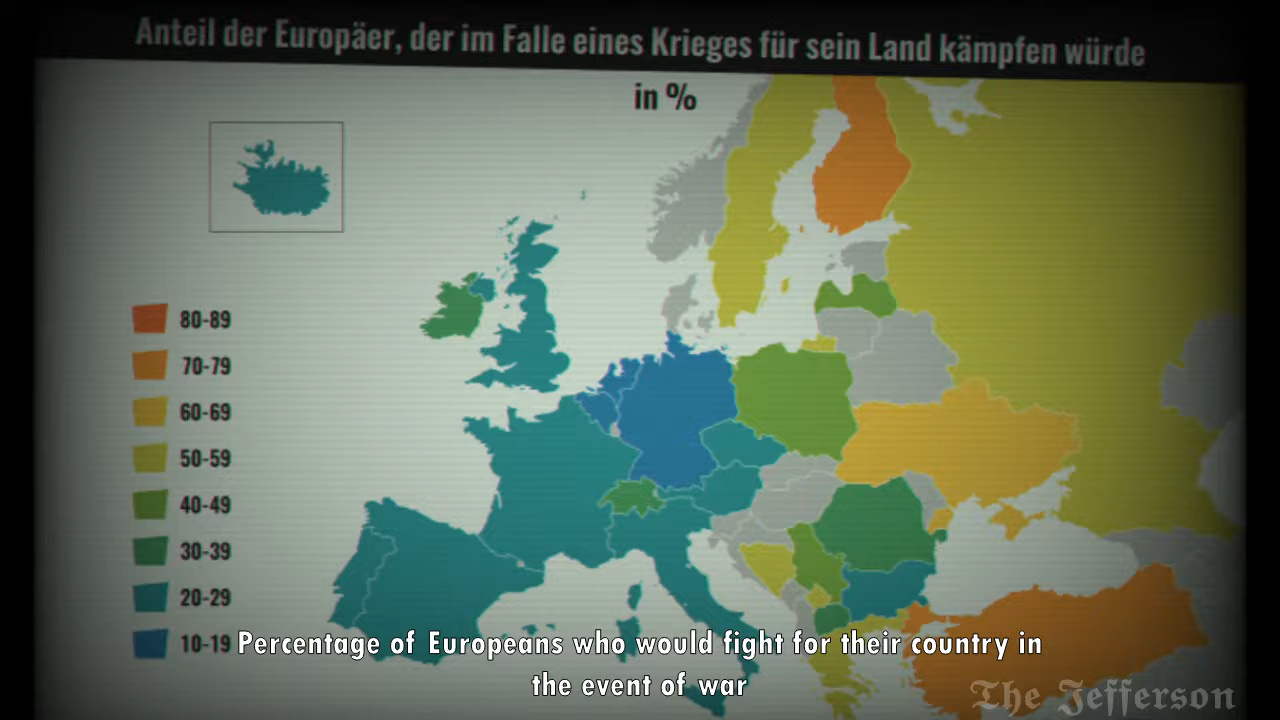 Anteil der Europäer, der im Falle eines Krieges für sein Land kämpfen würde
in %
80-89
70-79
60-69
50-59
40-49
30-39
20-29
10-19
Percentage of Europeans who would fight for their country in
the event of war
The Jefferson